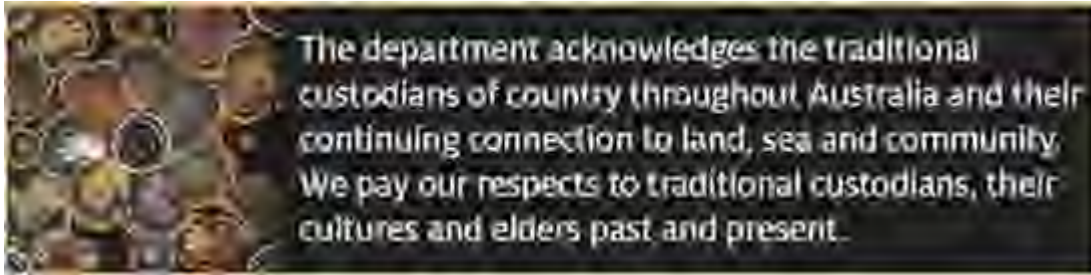 The department acknowledges the traditional
custodians of country throughout Australia and their
continuing connection to land, sea and community.
We pay our respects to traditional custodians, their
cultures and elders past and present.